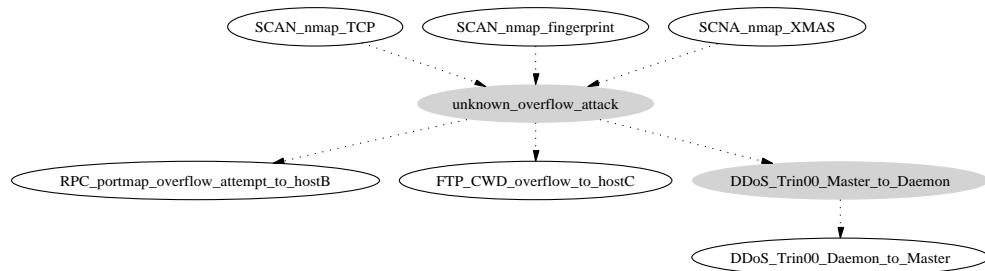 SCAN_nmap_TCP
SCAN_nmap_fingerprint
SCNA_nmap_XMAS
unknown_overflow_attack
RPC_portmap_overflow_attempt_to_hostB
FTP_CWD_overflow_to_hostC
DDoS_Trin00_Master_to_Daemon
DDoS_Trin00_Daemon_to_Master